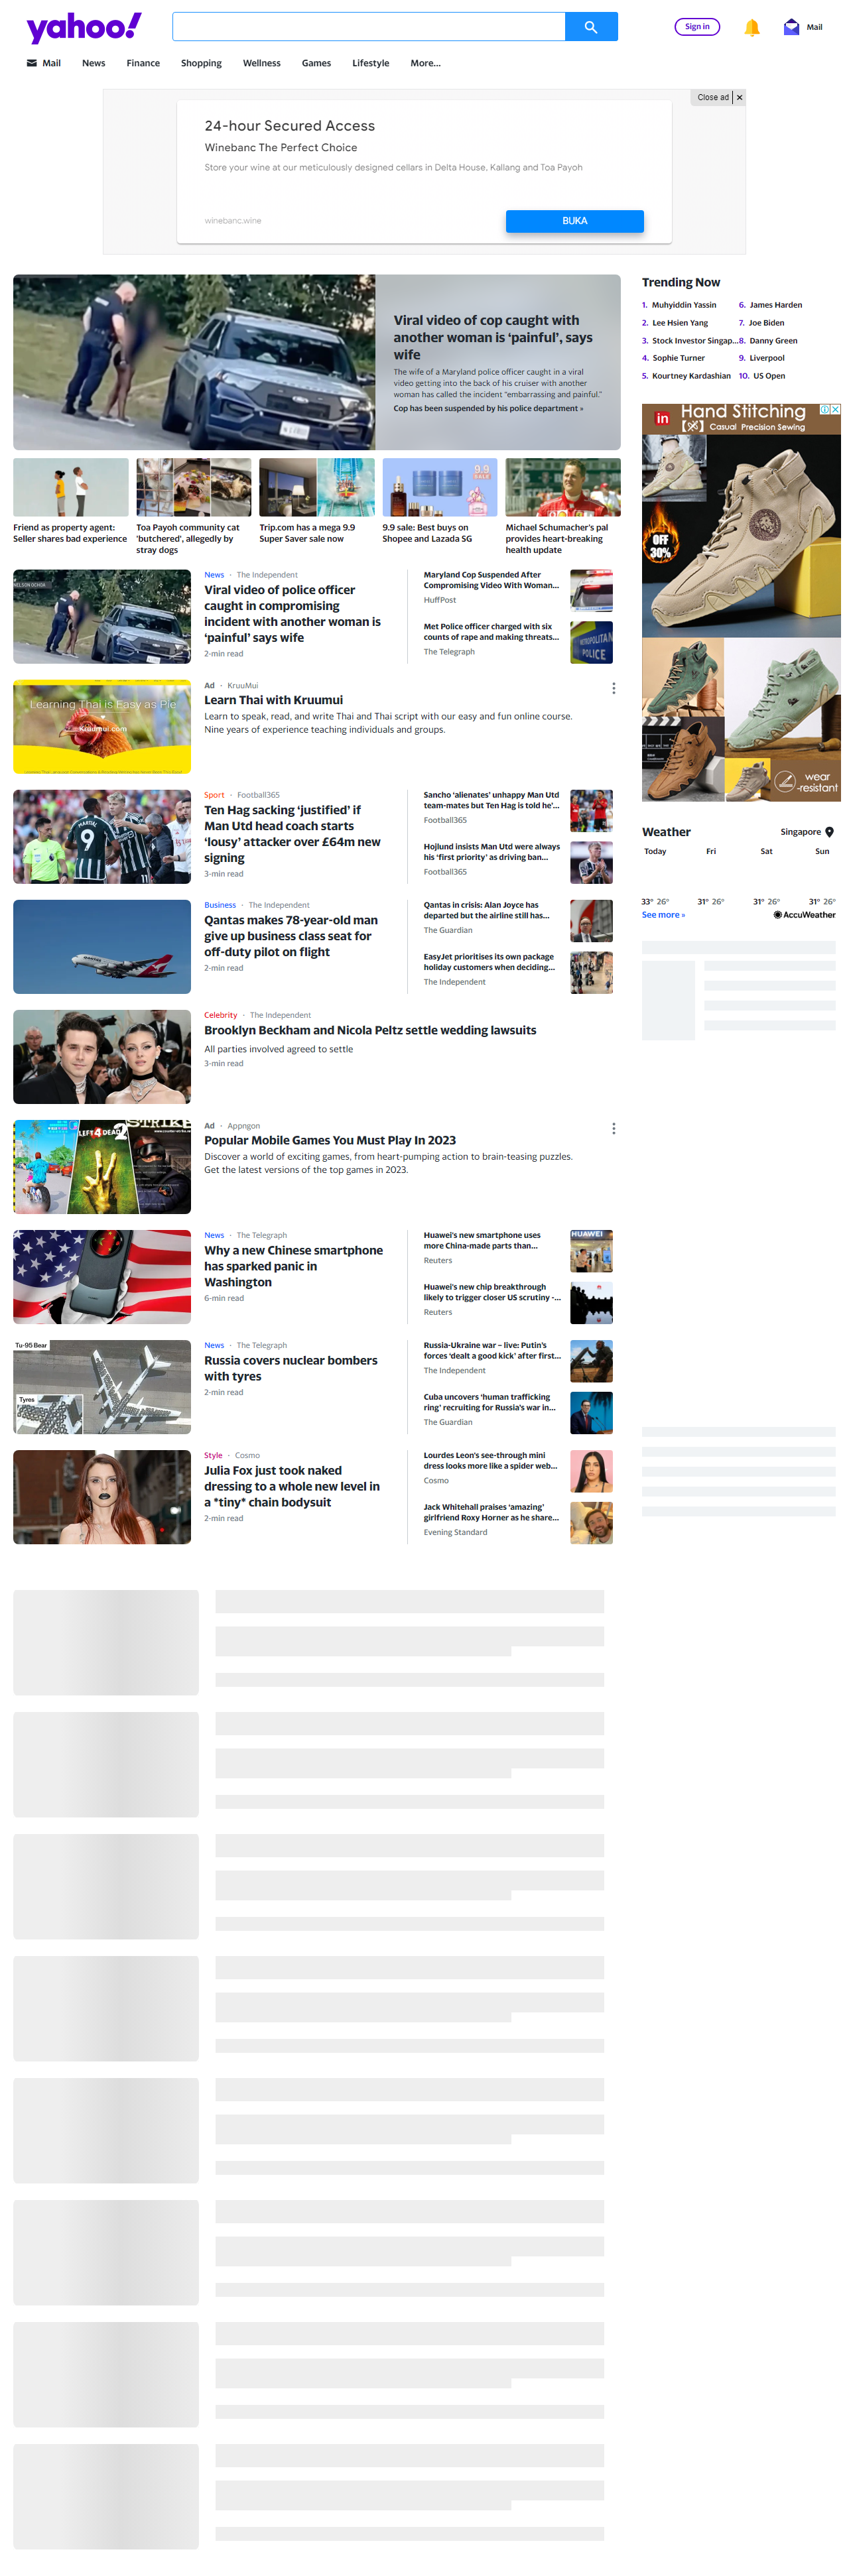 yahoo!
Sign in
Mail
Mail
News
Finance
Shopping
Wellness
Games
Lifestyle
More...
Close ad
24-hour Secured Access
Winebanc The Perfect Choice
Store your wine at our meticulously designed cellars in Delta House, Kallang and Toa Payoh
winebanc.wine
BUKA
Viral video of cop caught with
another woman is ‘painful’, says
wife
The wife of a Maryland police officer caught in a viral
video getting into the back of his cruiser with another
woman has called the incident “embarrassing and painful.”
Cop has been suspended by his police department »
Friend as property agent:
Seller shares bad experience
Toa Payoh community cat
'butchered', allegedly by
stray dogs
Trip.com has a mega 9.9
Super Saver sale now
9.9
SALE
9.9 sale: Best buys on
Shopee and Lazada SG
Michael Schumacher's pal
provides heart-breaking
health update
NELSON OCHOA
News · The Independent
Viral video of police officer
caught in compromising
incident with another woman is
‘painful’ says wife
2-min read
Maryland Cop Suspended After
Compromising Video With Woman...
HuffPost
Met Police officer charged with six
counts of rape and making threats...
The Telegraph
METROPOLITAN
POLICE
Learning Thai is Easy as Pie
Kruumui.com
Ad · KruuMui
Learn Thai with Kruumui
Learn to speak, read, and write Thai and Thai script with our easy and fun online course.
Nine years of experience teaching individuals and groups.
MARTIAL
9
11
Sport · Football365
Ten Hag sacking ‘justified’ if
Man Utd head coach starts
‘lousy’ attacker over £64m new
signing
3-min read
Sancho ‘alienates’ unhappy Man Utd
team-mates but Ten Hag is told he’...
Football365
Hojlund insists Man Utd were always
his ‘first priority’ as driving ban...
Football365
Business · The Independent
Qantas makes 78-year-old man
give up business class seat for
off-duty pilot on flight
2-min read
Qantas in crisis: Alan Joyce has
departed but the airline still has...
The Guardian
EasyJet prioritises its own package
holiday customers when deciding...
The Independent
Celebrity · The Independent
Brooklyn Beckham and Nicola Peltz settle wedding lawsuits
All parties involved agreed to settle
3-min read
LEFT 4 DEAD
2
STRIKE
Ad · Appngon
Popular Mobile Games You Must Play In 2023
Discover a world of exciting games, from heart-pumping action to brain-teasing puzzles.
Get the latest versions of the top games in 2023.
News · The Telegraph
Why a new Chinese smartphone
has sparked panic in
Washington
6-min read
Huawei's new smartphone uses
more China-made parts than...
Reuters
HUAWEI
Huawei's new chip breakthrough
likely to trigger closer US scrutiny -...
Reuters
Tu-95 Bear
Tyres
News · The Telegraph
Russia covers nuclear bombers
with tyres
2-min read
Russia-Ukraine war – live: Putin’s
forces ‘dealt a good kick’ after first...
The Independent
Cuba uncovers ‘human trafficking
ring’ recruiting for Russia’s war in...
The Guardian
Style · Cosmo
Julia Fox just took naked
dressing to a whole new level in
a *tiny* chain bodysuit
2-min read
Lourdes Leon's see-through mini
dress looks more like a spider web...
Cosmo
Jack Whitehall praises ‘amazing’
girlfriend Roxy Horner as he share...
Evening Standard
Trending Now
1. Muhyiddin Yassin
2. Lee Hsien Yang
3. Stock Investor Singap...
4. Sophie Turner
5. Kourtney Kardashian
6. James Harden
7. Joe Biden
8. Danny Green
9. Liverpool
10. US Open
in
Hand Stitching
【※】 Casual Precision Sewing
OFF
30%
wear
-resistant
Weather
Singapore
Today
Fri
Sat
Sun
33° 26°
31° 26°
31° 26°
31° 26°
See more »
AccuWeather